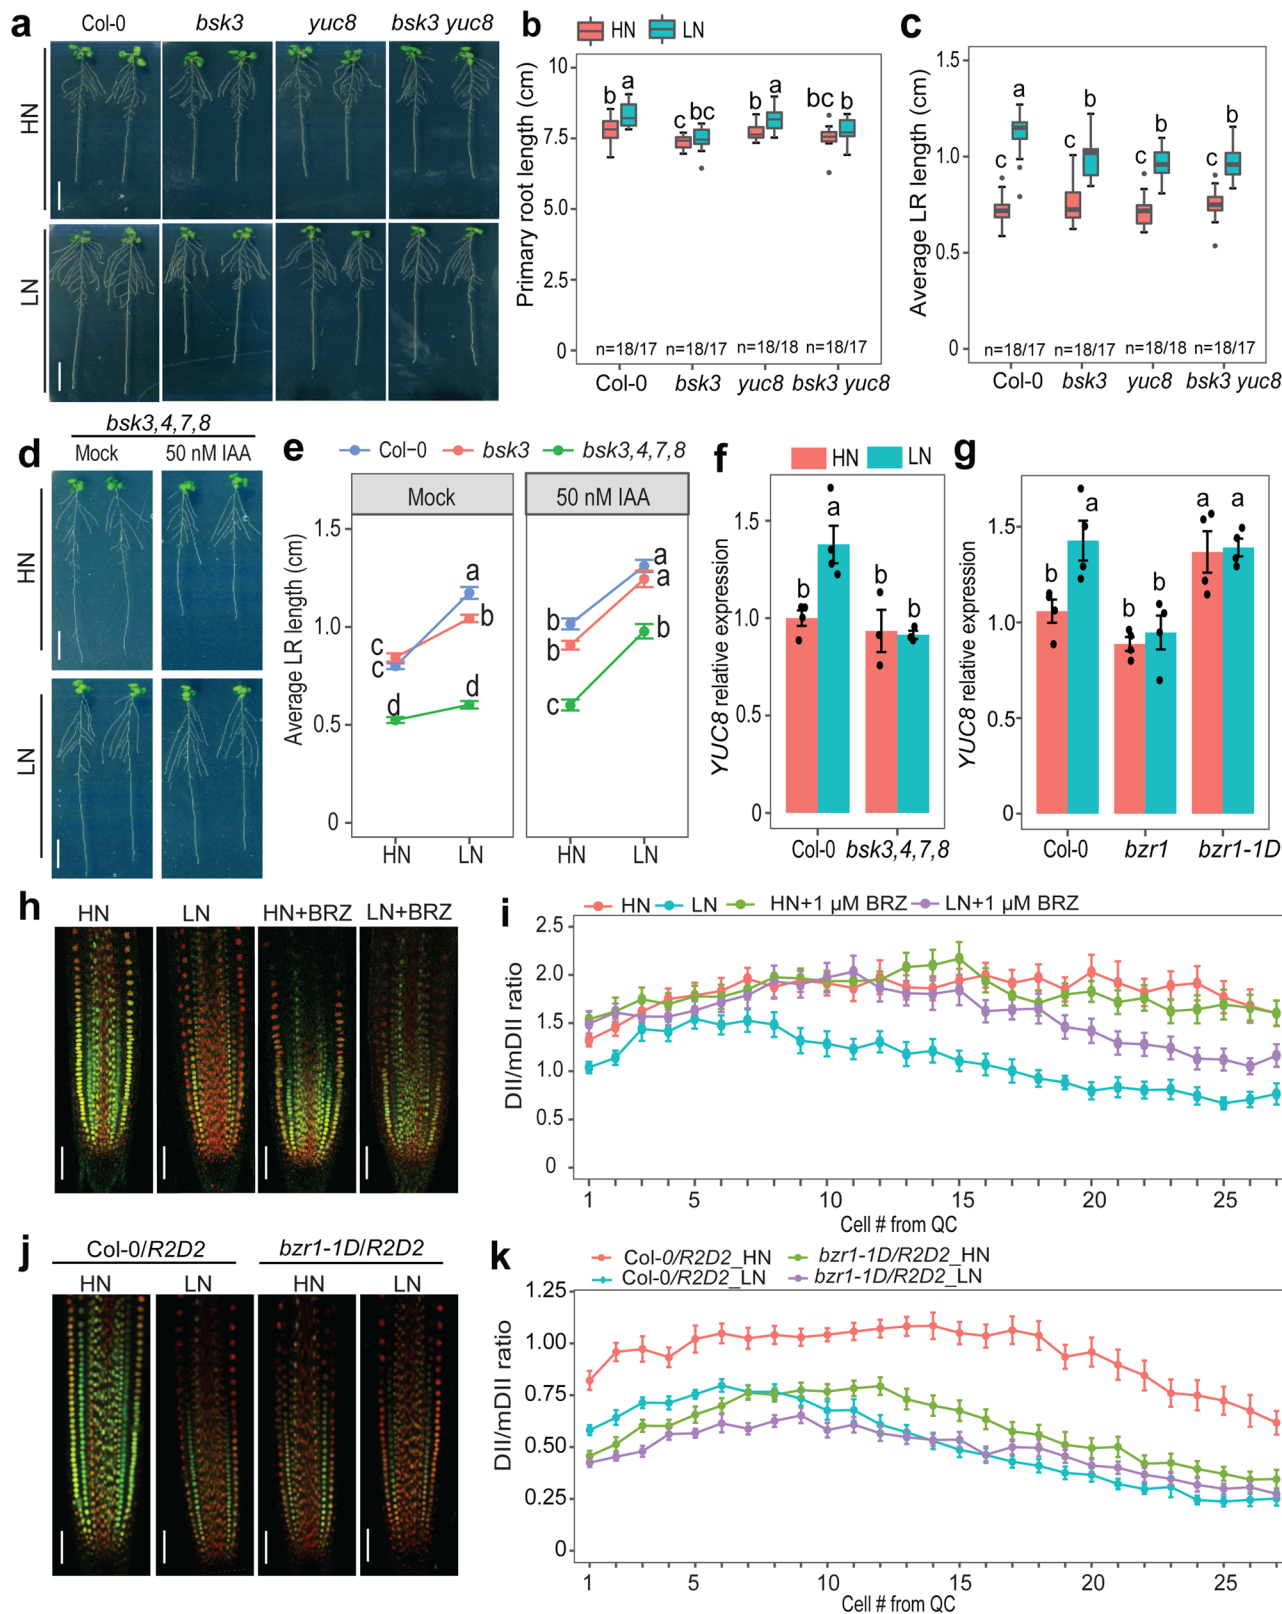 a
Col-0 bsk3 yuc8 bsk3 yuc8
HN
LN
b
HN LN
Primary root length (cm)
10
7.5
5.0
2.5
0
b a c bc b a bc b
n=18/17 n=18/17 n=18/18 n=18/17
Col-0 bsk3 yuc8 bsk3 yuc8
c
Average LR length (cm)
1.5
1.0
0.5
0
c a c b c b c b
n=18/17 n=18/17 n=18/18 n=18/17
Col-0 bsk3 yuc8 bsk3 yuc8
d
bsk3,4,7,8
Mock 50 nM IAA
HN
LN
e
Col-0 bsk3 bsk3,4,7,8
Mock 50 nM IAA
Average LR length (cm)
1.5
1.0
0.5
0
c
c
d
a
b
d
b
b
c
a
a
b
HN LN HN LN
f
HN LN
YUC8 relative expression
1.5
1.0
0.5
0
b a b b
Col-0 bsk3,4,7,8
g
YUC8 relative expression
1.5
1.0
0.5
0
b a b b a a
Col-0 bzr1 bzr1-1D
h
HN LN HN+BRZ LN+BRZ
i
HN LN HN+1 µM BRZ LN+1 µM BRZ
DII/mDII ratio
2.5
2.0
1.5
1.0
0.5
0
1 5 10 15 20 25
Cell # from QC
j
Col-0/R2D2 bzr1-1D/R2D2
HN LN HN LN
k
Col-0/R2D2_HN bzr1-1D/R2D2_HN
Col-0/R2D2_LN bzr1-1D/R2D2_LN
DII/mDII ratio
1.25
1.00
0.75
0.50
0.25
0
1 5 10 15 20 25
Cell # from QC